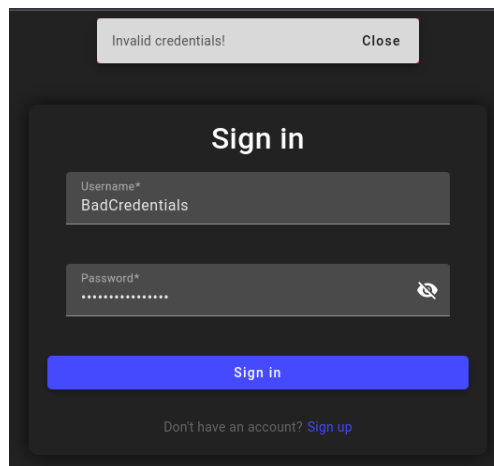 Invalid credentials! Close
Sign in
Username*
BadCredentials
Password*
••••••••••••••••
Sign in
Don't have an account? Sign up